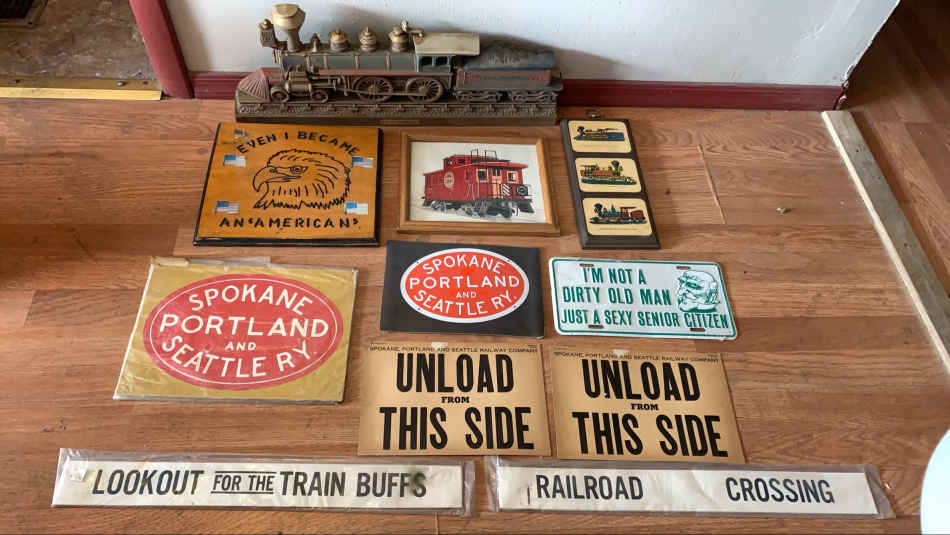 EVEN I BECAME
AN "AMERICAN"
SPOKANE
PORTLAND
AND
SEATTLE RY.
SPOKANE
PORTLAND
AND
SEATTLE RY.
I'M NOT A
DIRTY OLD MAN
JUST A SEXY SENIOR CITIZEN
SPOKANE, PORTLAND AND SEATTLE RAILWAY COMPANY
UNLOAD
FROM
THIS SIDE
SPOKANE, PORTLAND AND SEATTLE RAILWAY COMPANY
UNLOAD
FROM
THIS SIDE
LOOKOUT FOR THE TRAIN BUFFS
RAILROAD CROSSING